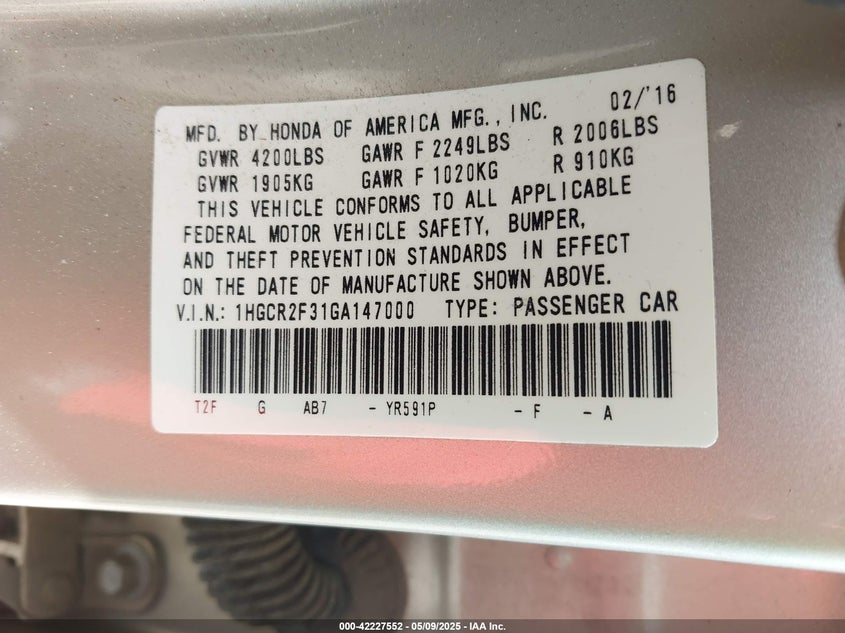 MFD. BY HONDA OF AMERICA MFG., INC. 02/'16
GVWR 4200LBS GAWR F 2249LBS R 2006LBS
GVWR 1905KG GAWR F 1020KG R 910KG
THIS VEHICLE CONFORMS TO ALL APPLICABLE
FEDERAL MOTOR VEHICLE SAFETY, BUMPER,
AND THEFT PREVENTION STANDARDS IN EFFECT
ON THE DATE OF MANUFACTURE SHOWN ABOVE.
V.I.N.: 1HGCR2F31GA147000 TYPE: PASSENGER CAR
T2F G AB7 - YR591P - F - A
000-42227552 — 05/09/2025 — IAA Inc.